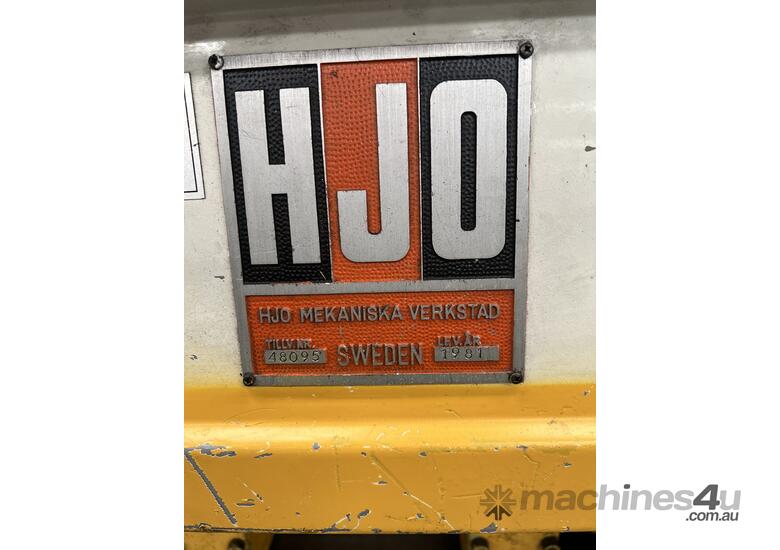 HJO
HJO MEKANISKA VERKSTAD
TILLV.NR. SWEDEN LEV.ÅR
48095 1981
machines4u
.com.au